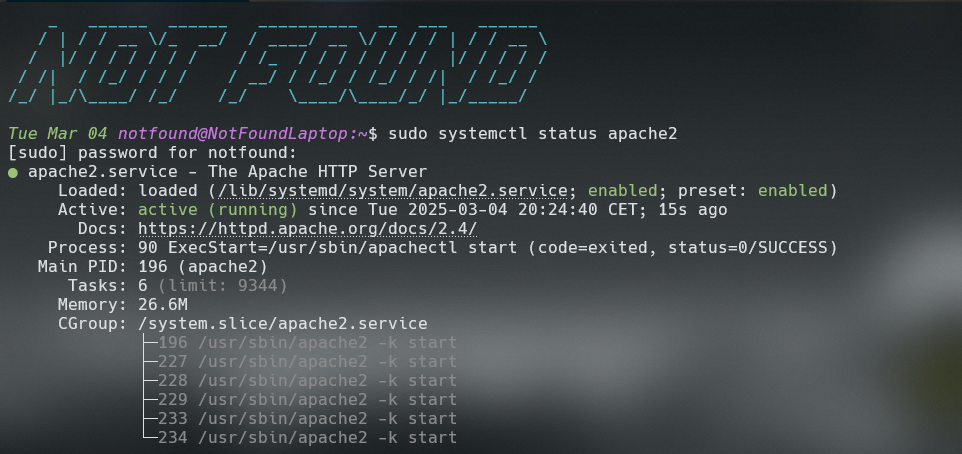 NOT FOUND
Tue Mar 04 notfound@NotFoundLaptop:~$ sudo systemctl status apache2
[sudo] password for notfound:
● apache2.service - The Apache HTTP Server
Loaded: loaded (/lib/systemd/system/apache2.service; enabled; preset: enabled)
Active: active (running) since Tue 2025-03-04 20:24:40 CET; 15s ago
Docs: https://httpd.apache.org/docs/2.4/
Process: 90 ExecStart=/usr/sbin/apachectl start (code=exited, status=0/SUCCESS)
Main PID: 196 (apache2)
Tasks: 6 (limit: 9344)
Memory: 26.6M
CGroup: /system.slice/apache2.service
├─196 /usr/sbin/apache2 -k start
├─227 /usr/sbin/apache2 -k start
├─228 /usr/sbin/apache2 -k start
├─229 /usr/sbin/apache2 -k start
├─233 /usr/sbin/apache2 -k start
└─234 /usr/sbin/apache2 -k start